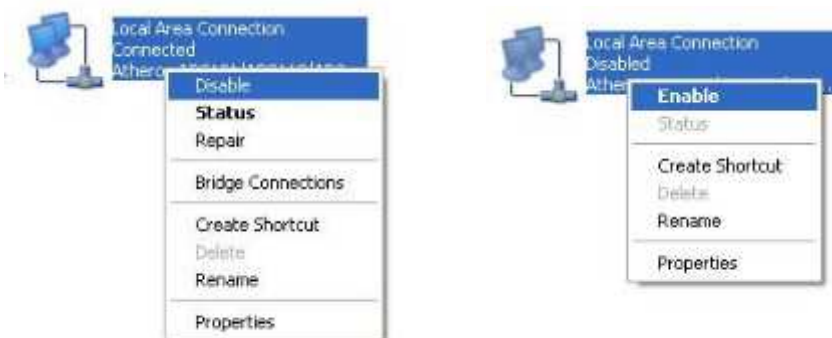 Local Area Connection
Connected
Disable
Status
Repair
Bridge Connections
Create Shortcut
Delete
Rename
Properties
Local Area Connection
Disabled
Enable
Status
Create Shortcut
Delete
Rename
Properties